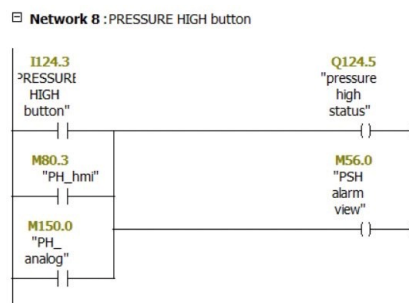 Network 8 : PRESSURE HIGH button
I124.3
PRESSURE
HIGH
button"
Q124.5
"pressure
high
status"
M80.3
"PH_hmi"
M56.0
"PSH
alarm
view"
M150.0
"PH_
analog"